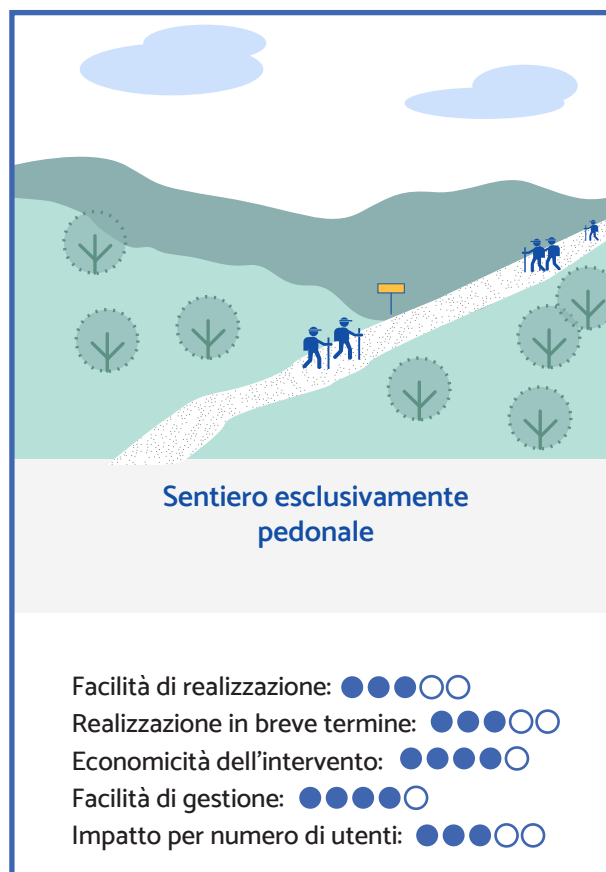 Sentiero esclusivamente
pedonale
Facilità di realizzazione:
Realizzazione in breve termine:
Economicità dell'intervento:
Facilità di gestione:
Impatto per numero di utenti: